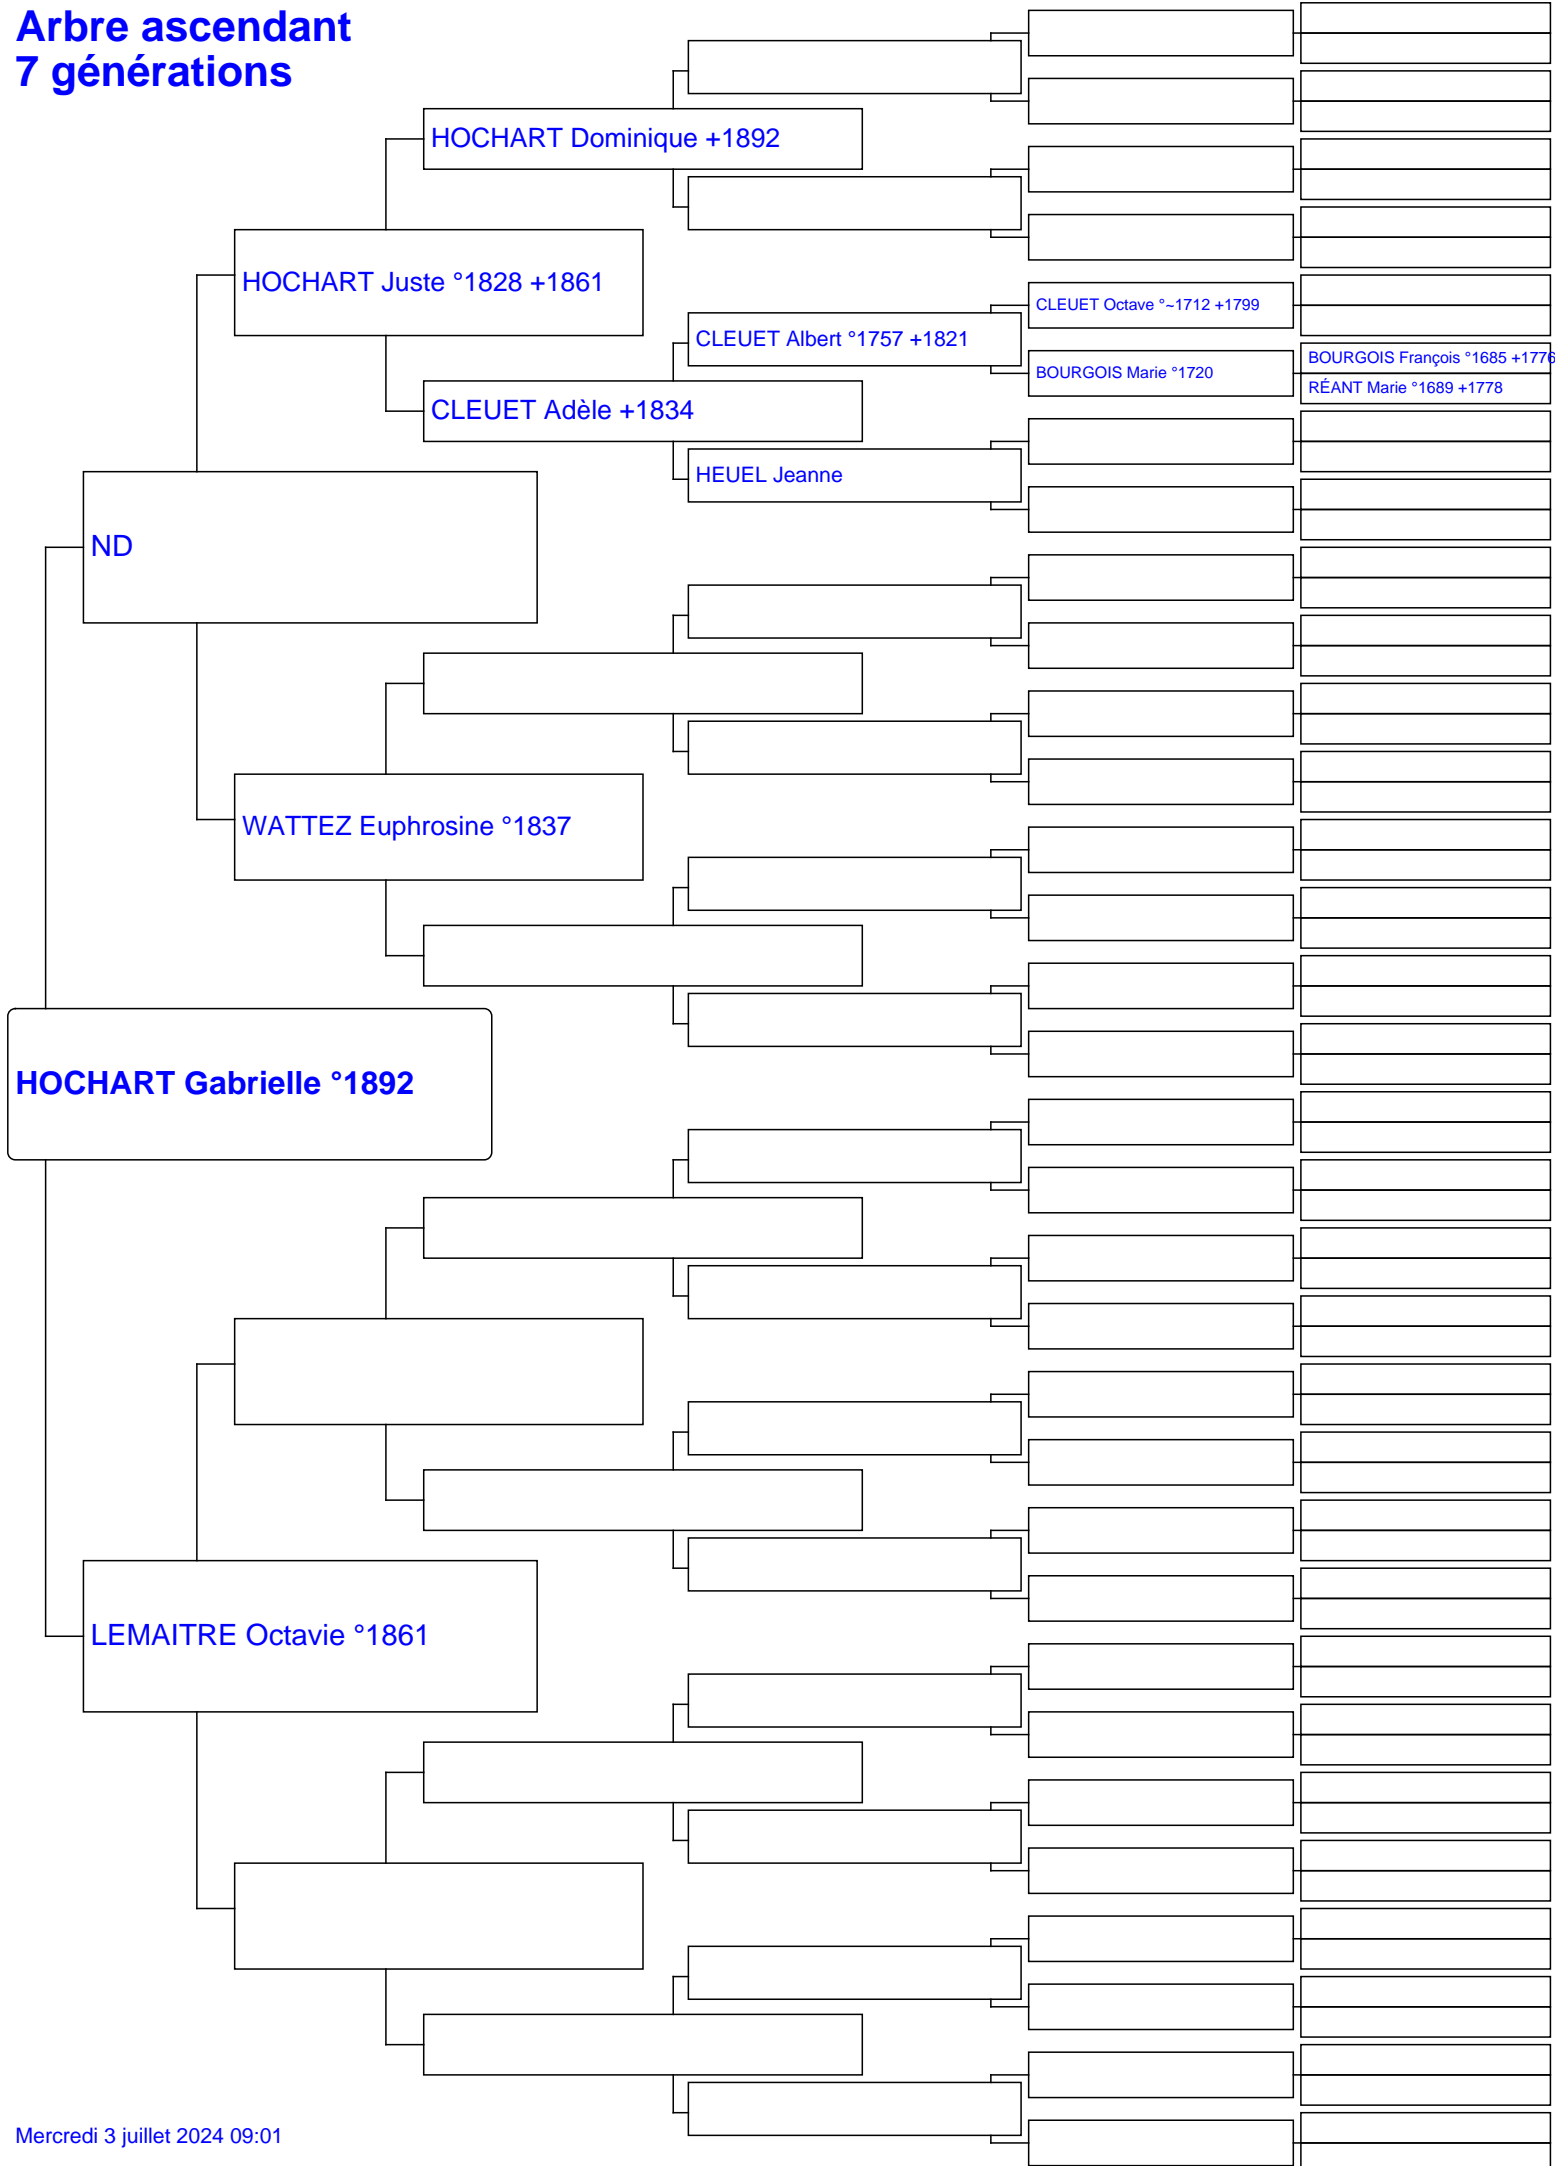 Arbre ascendant
7 générations
HOCHART Dominique +1892
HOCHART Juste °1828 +1861
CLEUET Octave °~1712 +1799
CLEUET Albert °1757 +1821
BOURGOIS François °1685 +1776
BOURGOIS Marie °1720
RÉANT Marie °1689 +1778
CLEUET Adèle +1834
HEUEL Jeanne
ND
WATTEZ Euphrosine °1837
HOCHART Gabrielle °1892
LEMAITRE Octavie °1861
Mercredi 3 juillet 2024 09:01